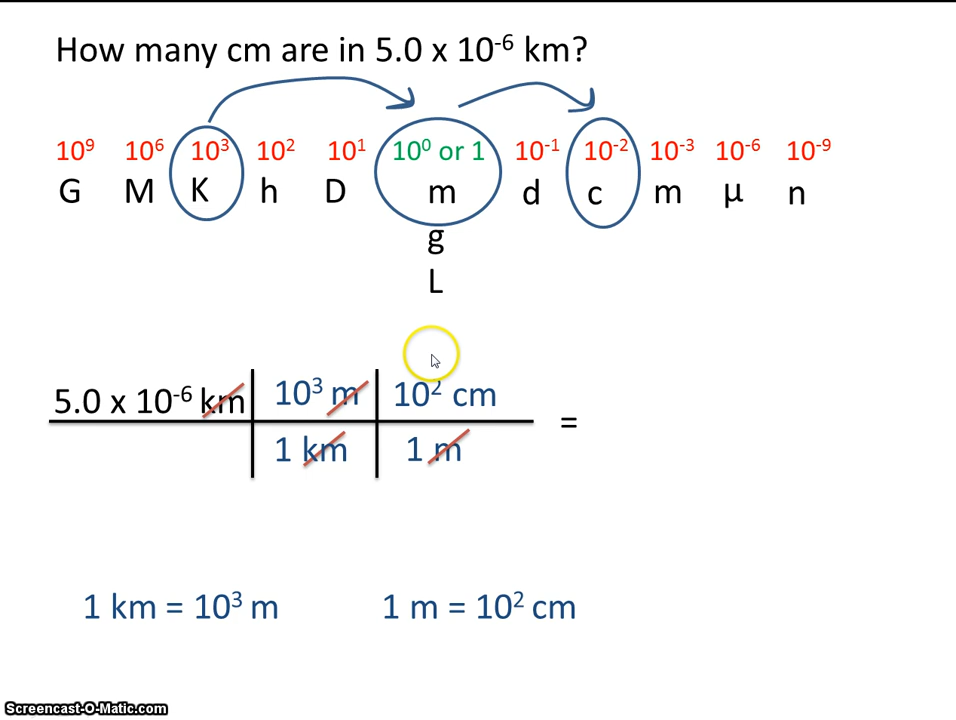 How many cm are in 5.0 x 10⁻⁶ km?
10⁹ 10⁶ 10³ 10² 10¹ 10⁰ or 1 10⁻¹ 10⁻² 10⁻³ 10⁻⁶ 10⁻⁹
G M K h D m d c m μ n
g
L
5.0 x 10⁻⁶ km 10³ m 10² cm =
1 km 1 m
1 km = 10³ m 1 m = 10² cm
Screencast-O-Matic.com